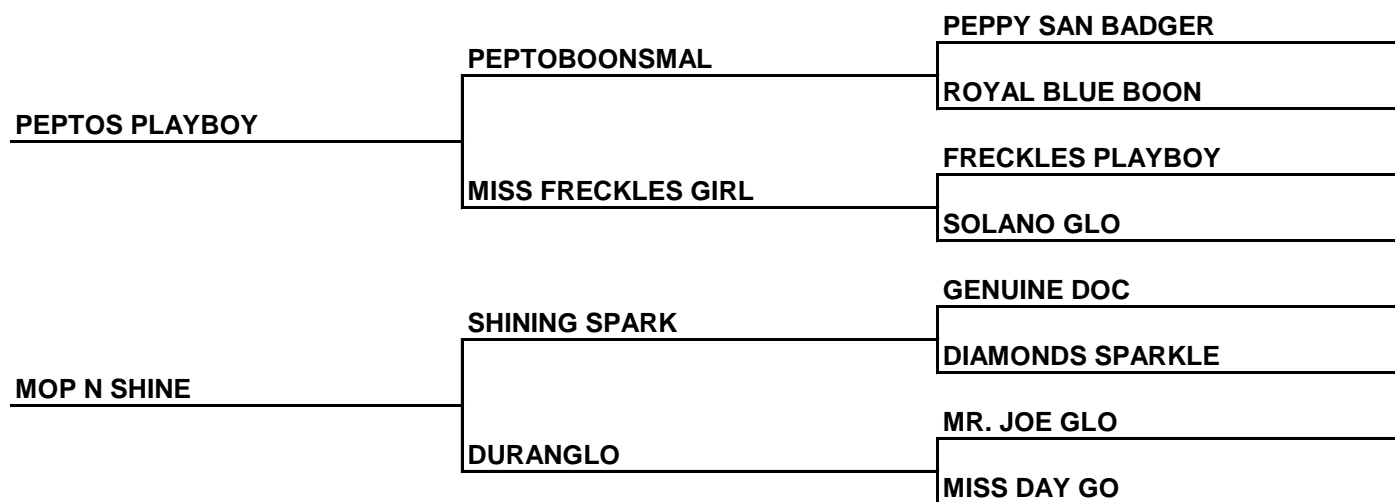 PEPPY SAN BADGER
PEPTOBOONSMAL
ROYAL BLUE BOON
PEPTOS PLAYBOY
FRECKLES PLAYBOY
MISS FRECKLES GIRL
SOLANO GLO
GENUINE DOC
SHINING SPARK
DIAMONDS SPARKLE
MOP N SHINE
MR. JOE GLO
DURANGLO
MISS DAY GO